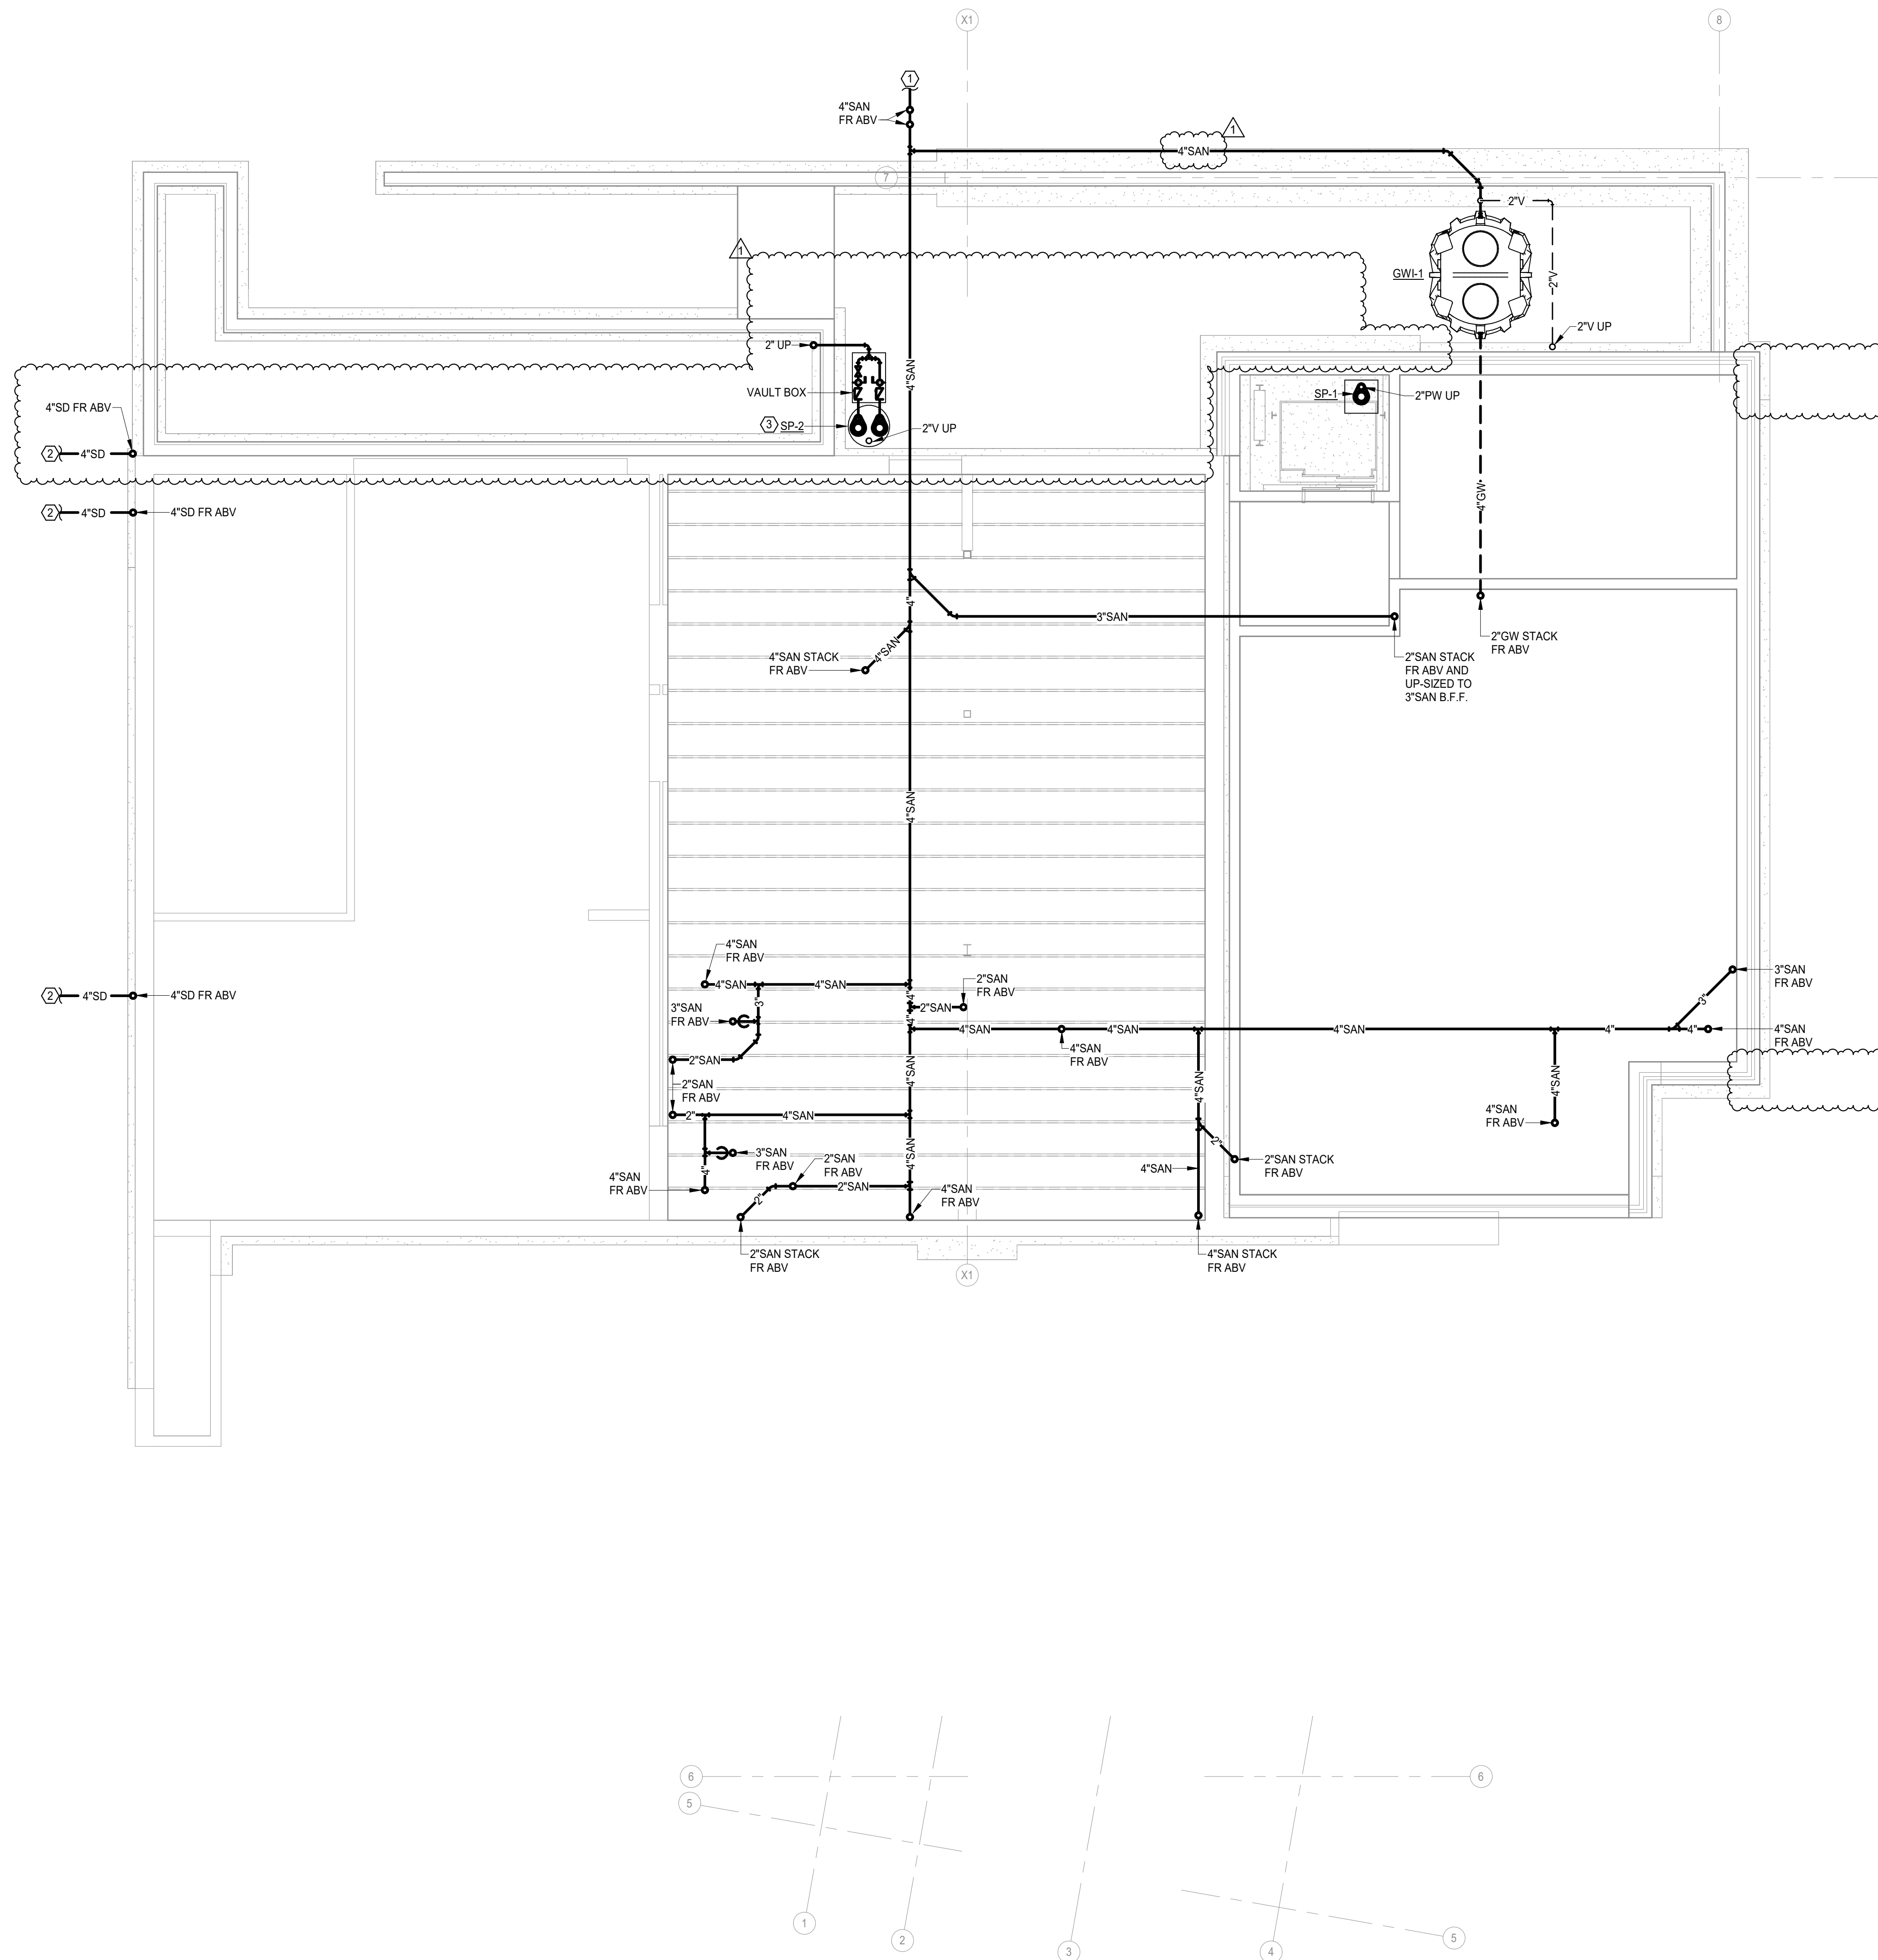 X1
8
1
4"SAN
FR ABV
1
4"SAN
7
2"V
1
GWI-1
2"V
2"V UP
2" UP
4"SAN
VAULT BOX
SP-1
2"PW UP
4"SD FR ABV
3
SP-2
2"V UP
2
4"SD
4"GW
2
4"SD
4"SD FR ABV
4"
3"SAN
4"SAN
4"SAN STACK
FR ABV
2"GW STACK
FR ABV
2"SAN STACK
FR ABV AND
UP-SIZED TO
3"SAN B.F.F.
4"SAN
4"SAN
FR ABV
4"SAN
4"SAN
2"SAN
FR ABV
3"SAN
FR ABV
2
4"SD
4"SD FR ABV
3"
4"
2"SAN
3"SAN
FR ABV
3"
4"
4"SAN
4"SAN
4"SAN
4"
4"
4"SAN
FR ABV
4"SAN
FR ABV
2"SAN
4"SAN
2"SAN
FR ABV
4"SAN
4"SAN
2"
4"SAN
4"SAN
FR ABV
2"
4"SAN
3"SAN
FR ABV
2"SAN
FR ABV
4"SAN
2"SAN STACK
FR ABV
4"
4"SAN
FR ABV
2"SAN
2"
4"SAN
FR ABV
2"SAN STACK
FR ABV
4"SAN STACK
FR ABV
X1
6
6
5
1
2
3
4
5